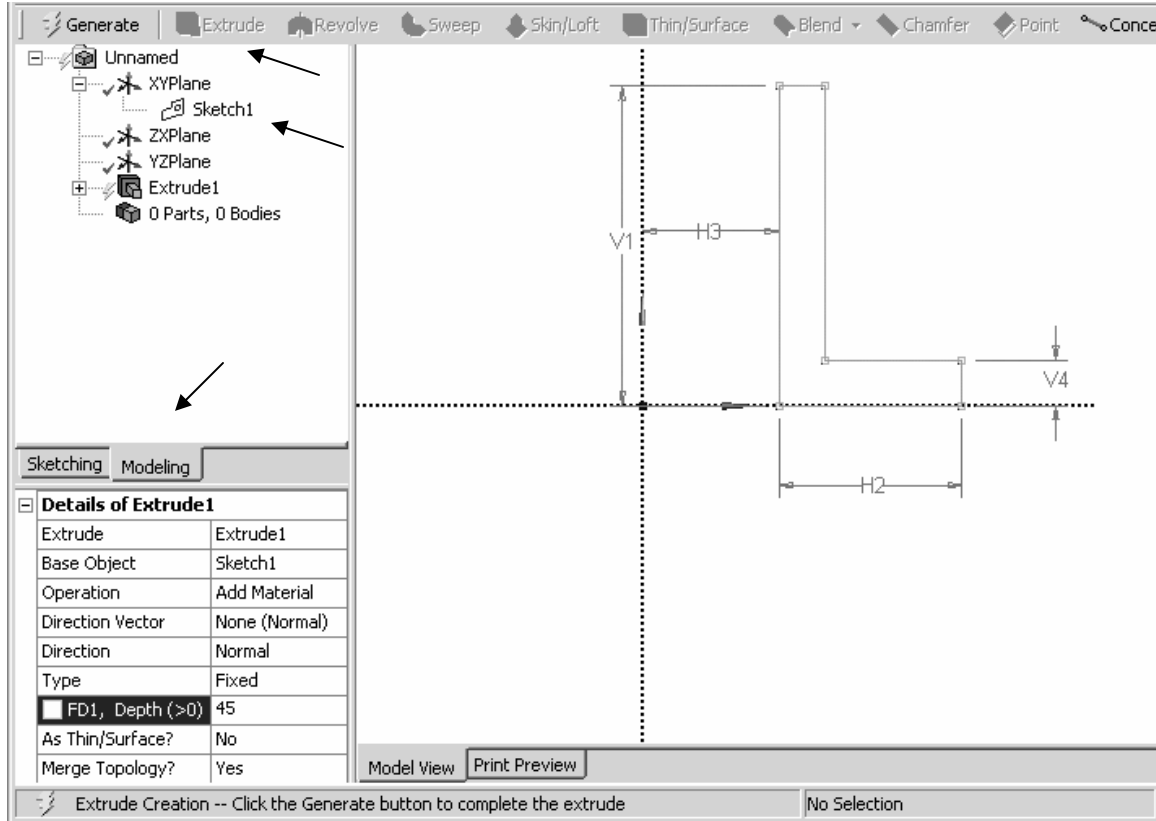 Generate Extrude Revolve Sweep Skin/Loft Thin/Surface Blend Chamfer Point Conce
Unnamed
XYPlane
Sketch1
ZXPlane
YZPlane
Extrude1
0 Parts, 0 Bodies
Sketching Modeling
Details of Extrude1
Extrude Extrude1
Base Object Sketch1
Operation Add Material
Direction Vector None (Normal)
Direction Normal
Type Fixed
FD1, Depth (>0) 45
As Thin/Surface? No
Merge Topology? Yes
V1
H3
V4
H2
Model View Print Preview
Extrude Creation -- Click the Generate button to complete the extrude No Selection